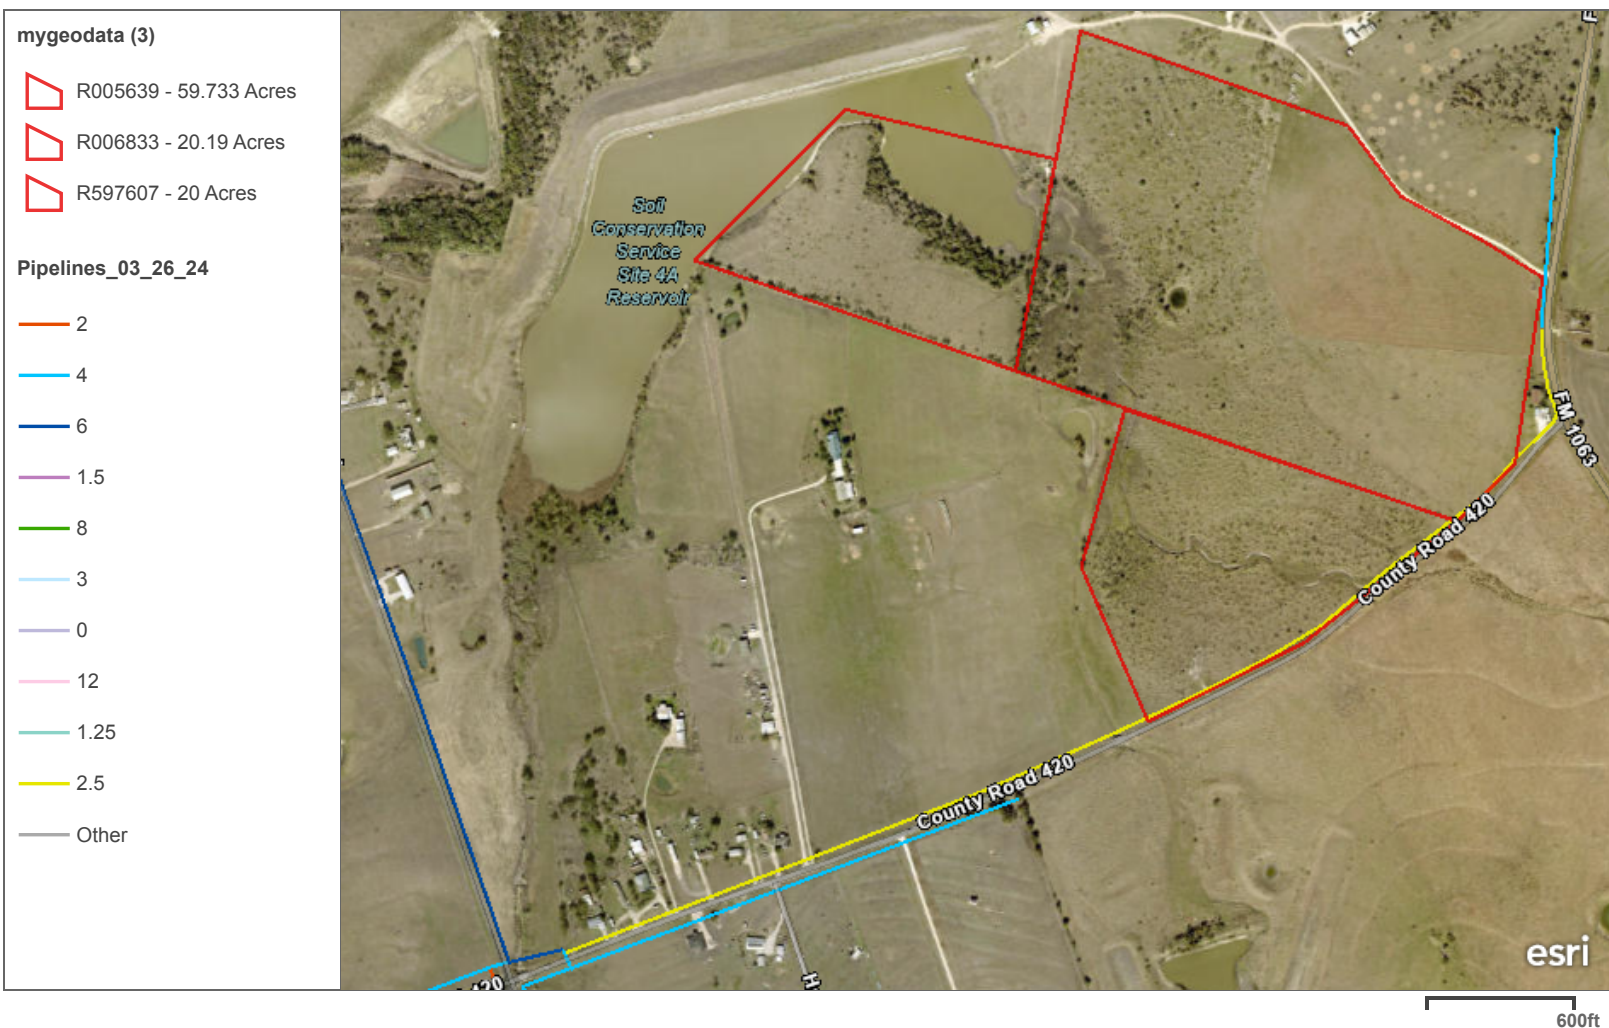 mygeodata (3)
R005639 - 59.733 Acres
R006833 - 20.19 Acres
R597607 - 20 Acres
Pipelines_03_26_24
2
4
6
1.5
8
3
0
12
1.25
2.5
Other
Soil
Conservation
Service
Site 4A
Reservoir
FM 1063
County Road 420
County Road 420
420
H
F
esri
600ft